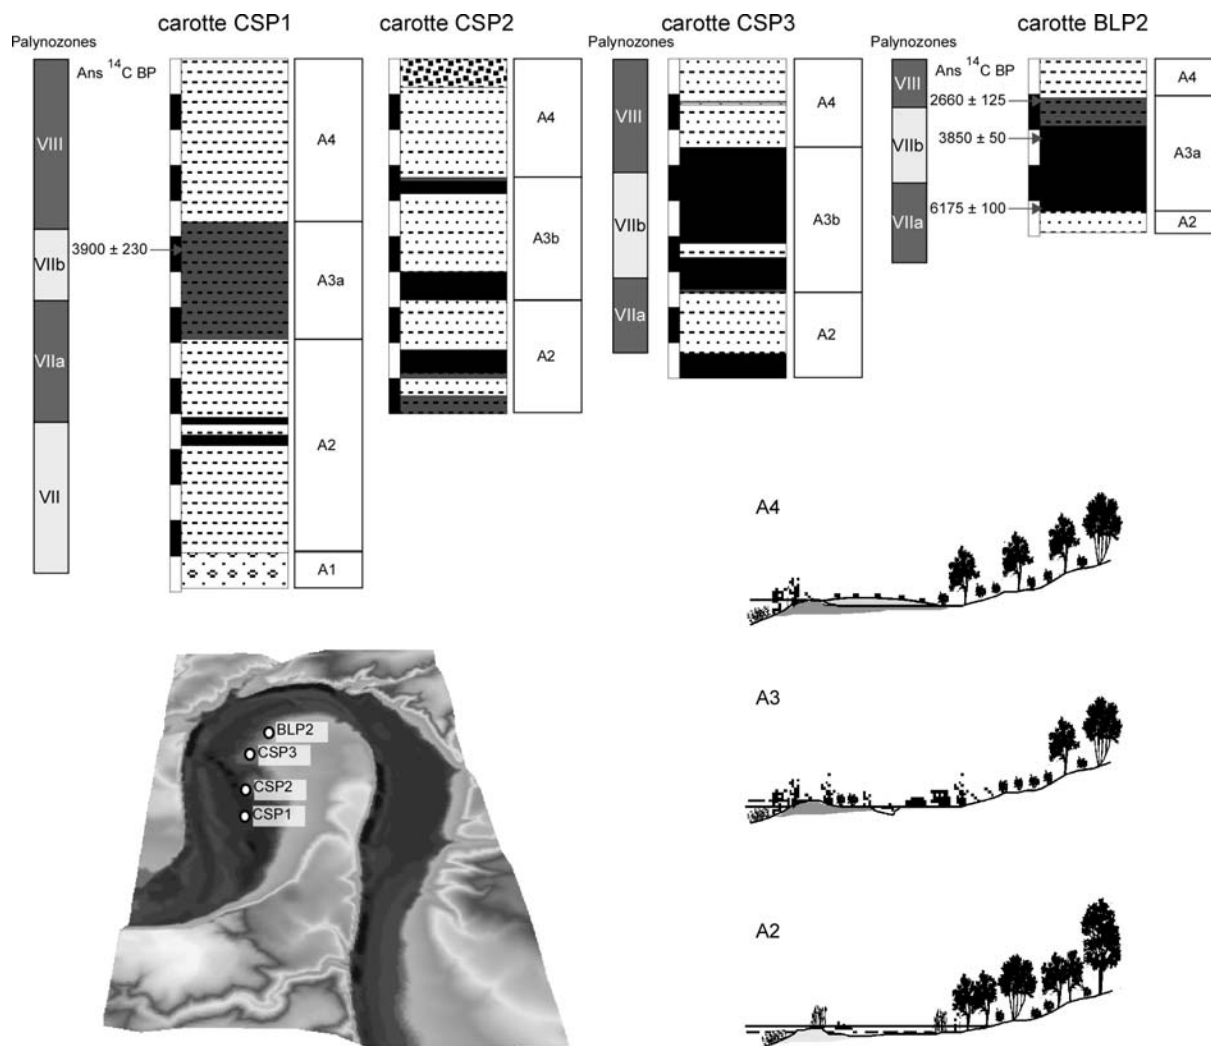 carotte CSP1
carotte CSP2
carotte CSP3
carotte BLP2
Palynozones
Ans 14C BP
VIII
VIIb
VIIa
VII
3900 ± 230
A4
A3a
A2
A1
A4
A3b
A2
Palynozones
VIII
VIIb
VIIa
A4
A3b
A2
Palynozones
Ans 14C BP
VIII
VIIb
VIIa
2660 ± 125
3850 ± 50
6175 ± 100
A4
A3a
A2
BLP2
CSP3
CSP2
CSP1
A4
A3
A2